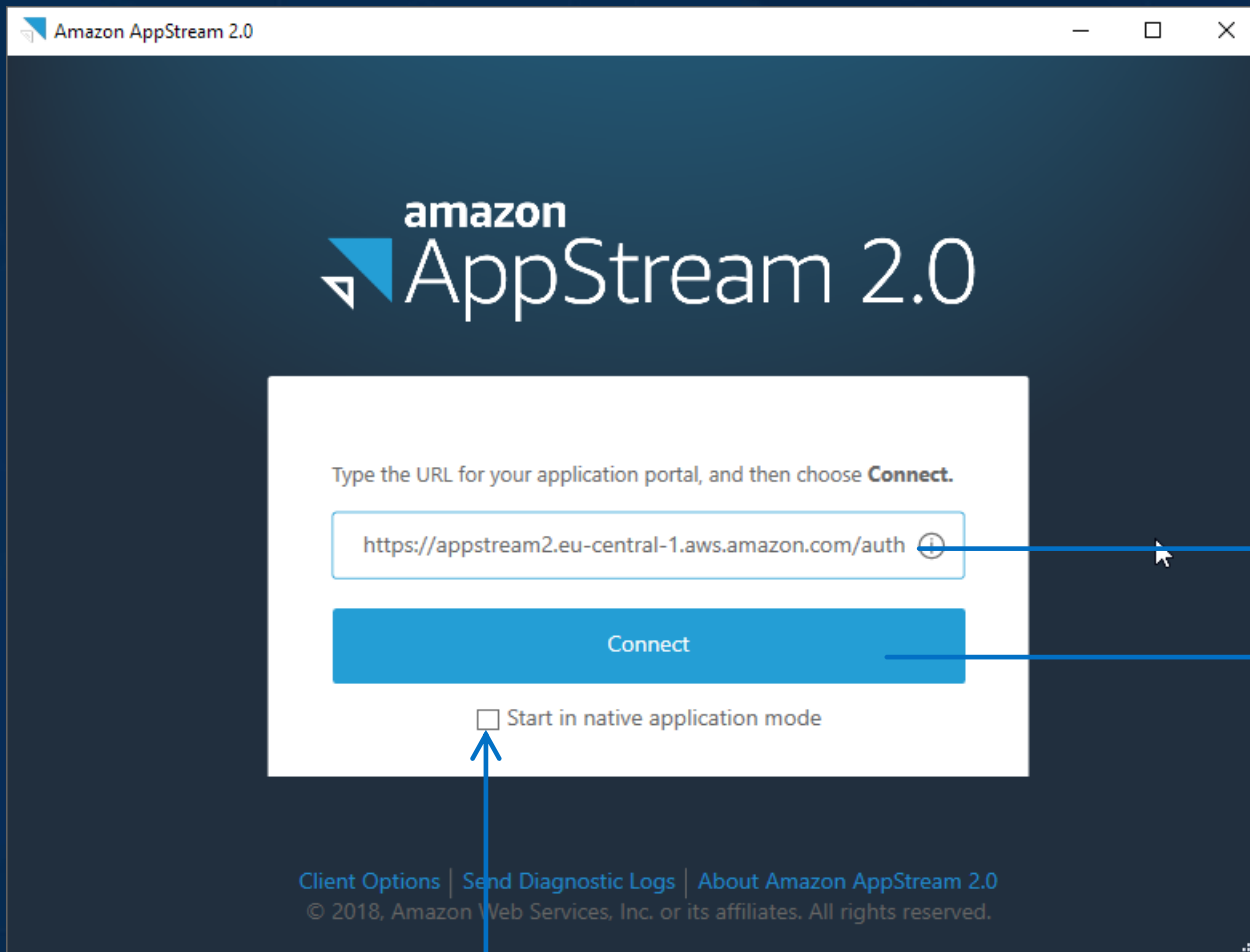 Amazon AppStream 2.0
amazon
AppStream 2.0
Type the URL for your application portal, and then choose Connect.
https://appstream2.eu-central-1.aws.amazon.com/auth
Connect
Start in native application mode
Client Options | Send Diagnostic Logs | About Amazon AppStream 2.0
© 2018, Amazon Web Services, Inc. or its affiliates. All rights reserved.